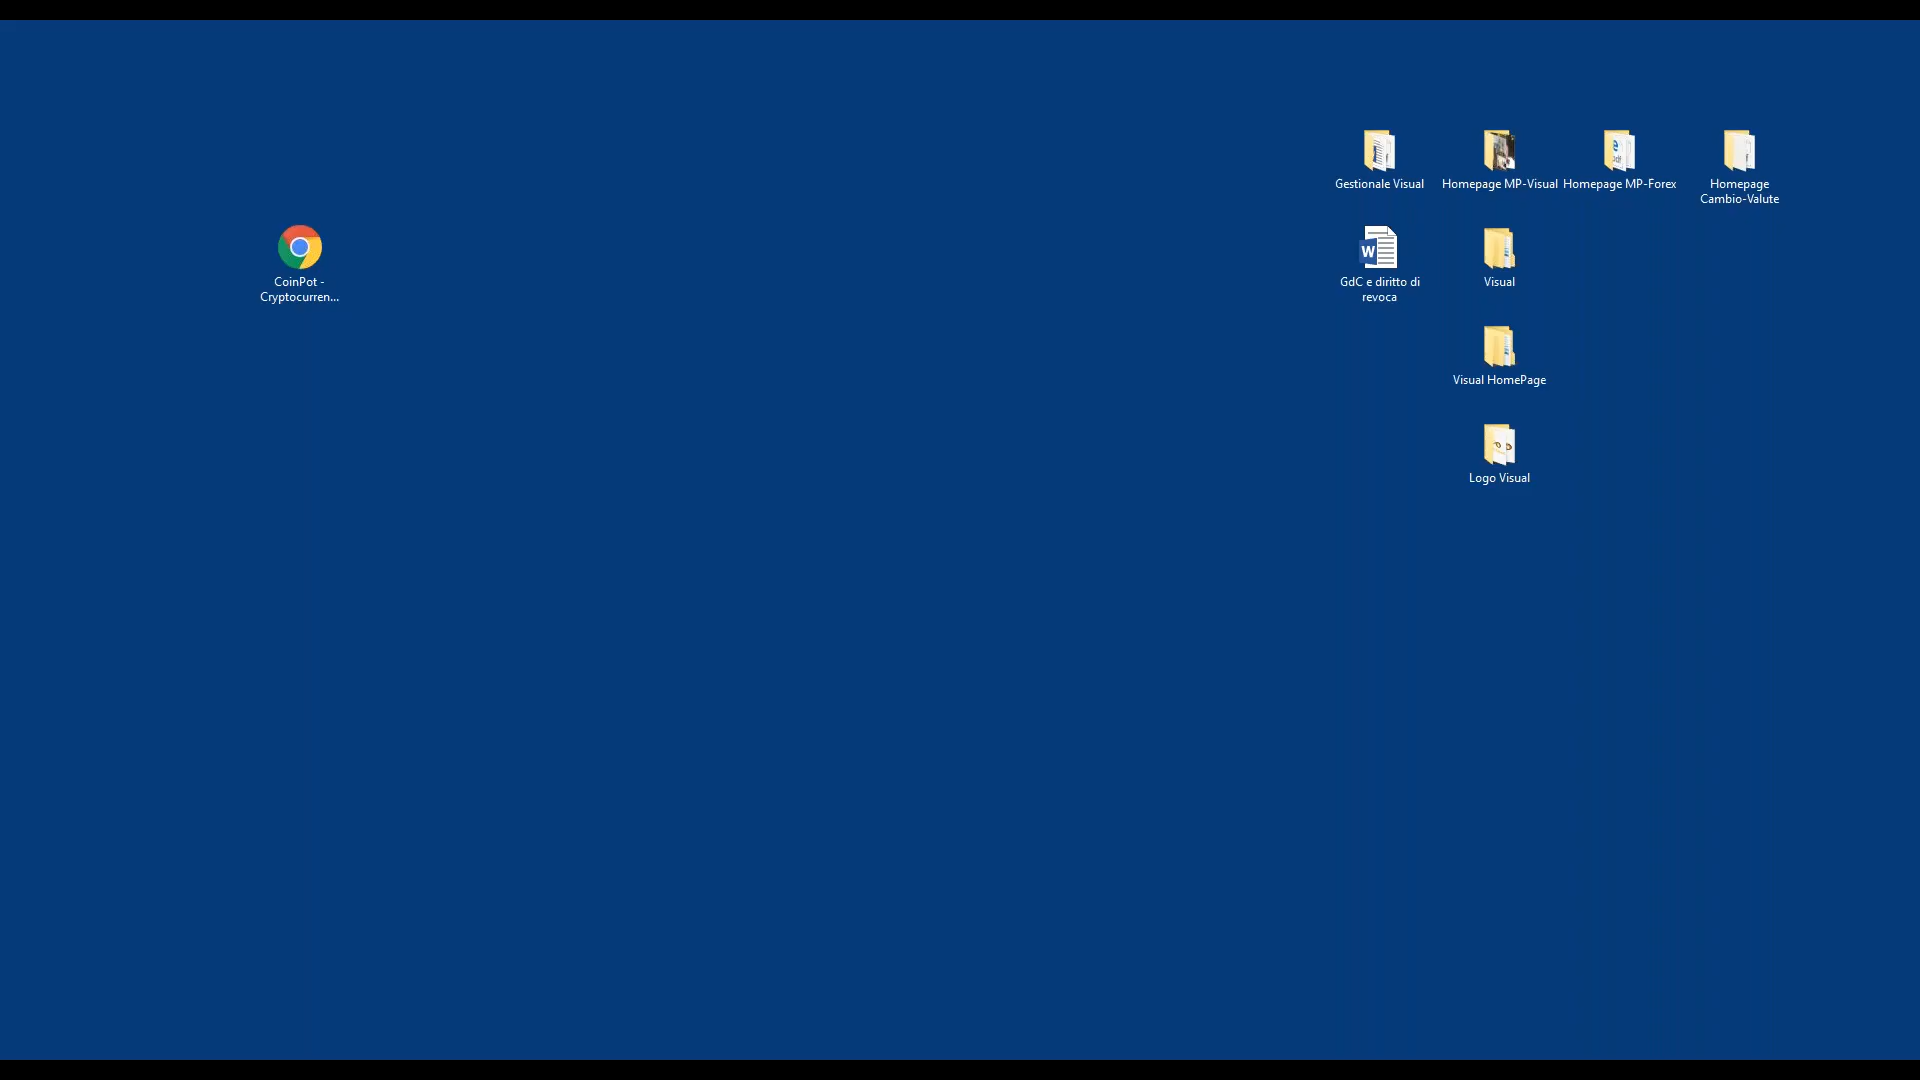 Gestionale Visual
Homepage MP-Visual
Homepage MP-Forex
Homepage
Cambio-Valute
CoinPot -
Cryptocurren...
W
GdC e diritto di
revoca
Visual
Visual HomePage
Logo Visual